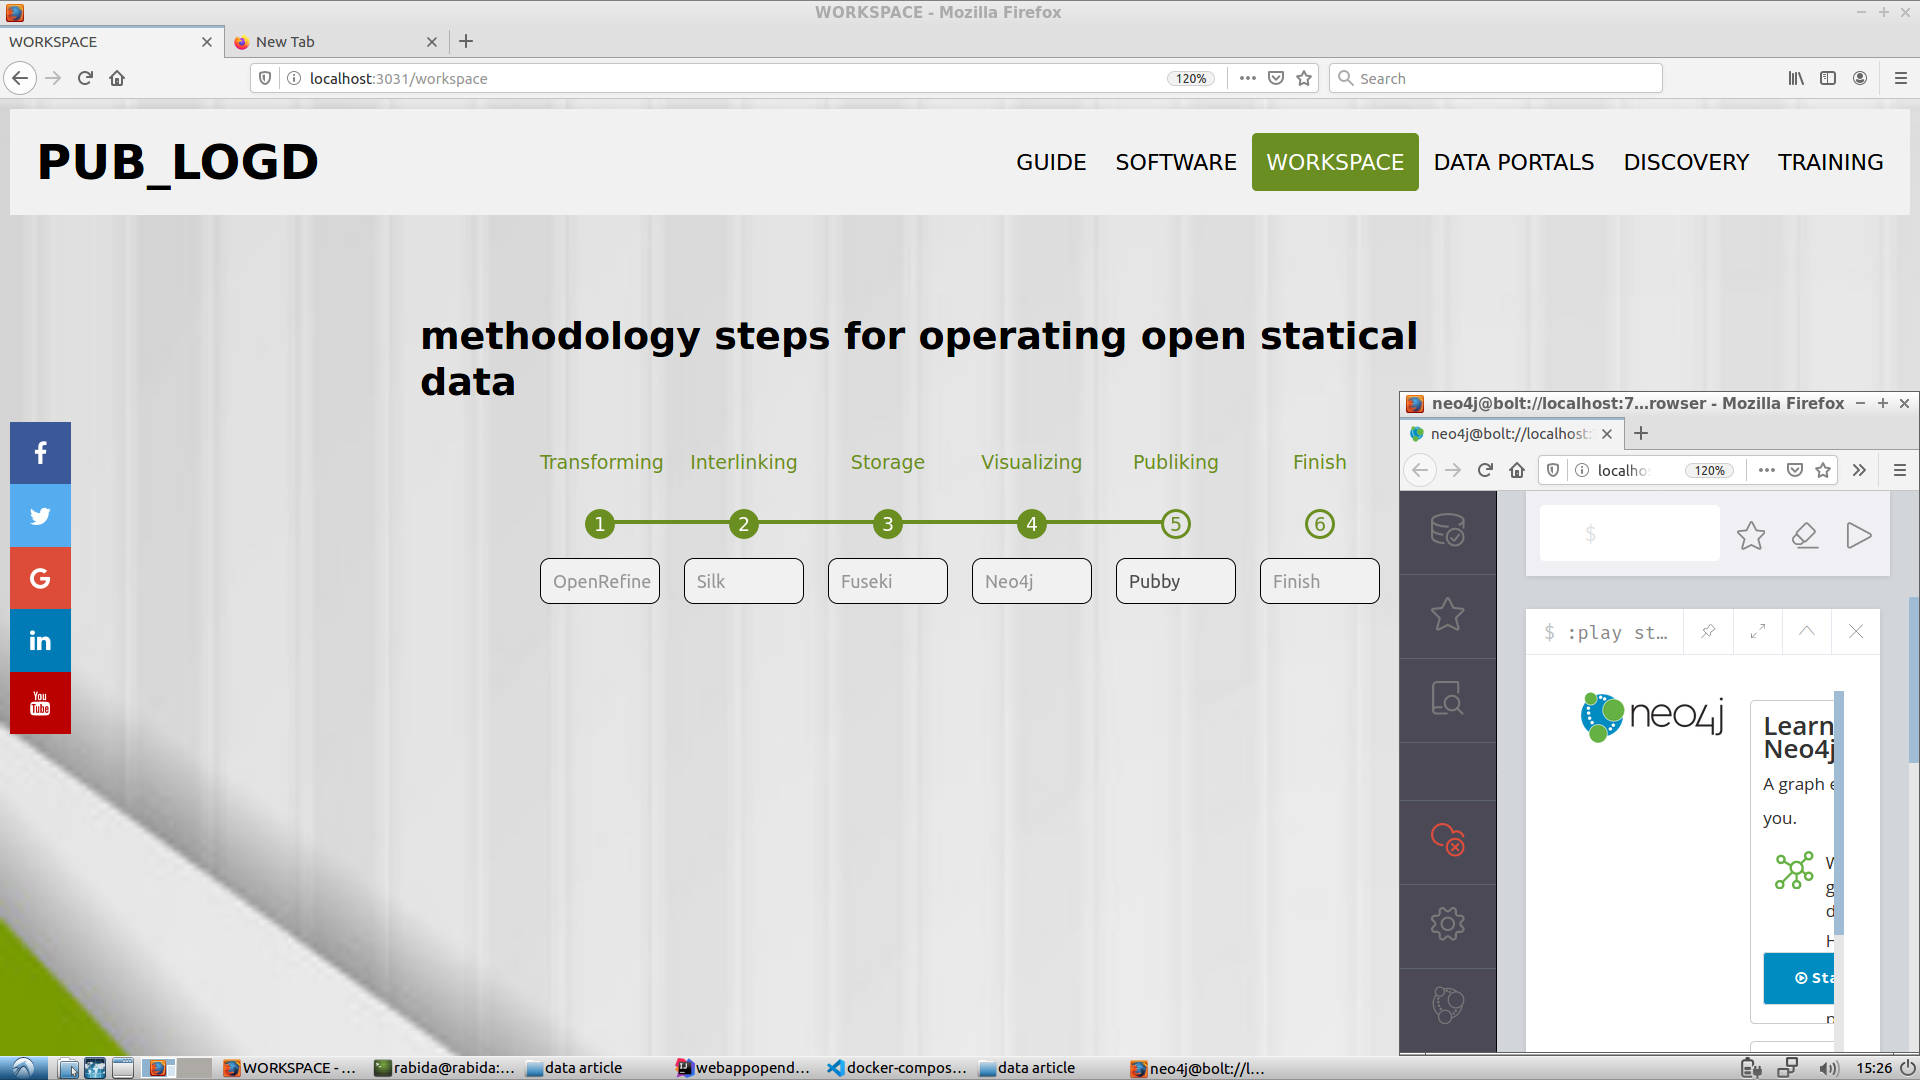 WORKSPACE - Mozilla Firefox
WORKSPACE
New Tab
localhost:3031/workspace
120%
Search
PUB_LOGD
GUIDE
SOFTWARE
WORKSPACE
DATA PORTALS
DISCOVERY
TRAINING
methodology steps for operating open statical
data
Transforming
Interlinking
Storage
Visualizing
Publiking
Finish
1
2
3
4
5
6
OpenRefine
Silk
Fuseki
Neo4j
Pubby
Finish
You
Tube
neo4j@bolt://localhost:7...rowser - Mozilla Firefox
neo4j@bolt://localhost:
localho
120%
$
$ :play st...
neo4j
Learn
Neo4j
A graph e
you.
W
g
d
H
Sta
WORKSPACE - ...
rabida@rabida:...
data article
webappopend...
docker-compos...
data article
neo4j@bolt://l...
15:26